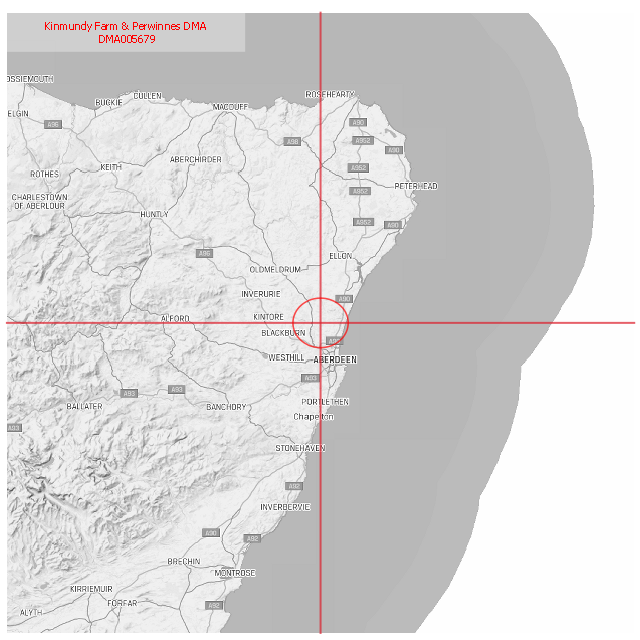 Kinmundy Farm & Perwinnes DMA
DMA005679
OSSIEMOUTH
CULLEN
BUCKIE
ROSEHEARTY
MACDUFF
ELGIN
A96
A90
A98
A952
A90
ABERCHIRDER
KEITH
A952
ROTHES
PETERHEAD
A952
CHARLESTOWN
OF ABERLOUR
HUNTLY
A952
A90
A96
ELLON
OLDMELDRUM
INVERURIE
A90
KINTORE
ALFORD
BLACKBURN
WESTHILL
ABERDEEN
A93
A93
A93
BALLATER
BANCHORY
PORTLETHEN
Chapelton
A93
STONEHAVEN
A92
INVERBERVIE
A90
A92
BRECHIN
MONTROSE
KIRRIEMUIR
FORFAR
A92
ALYTH